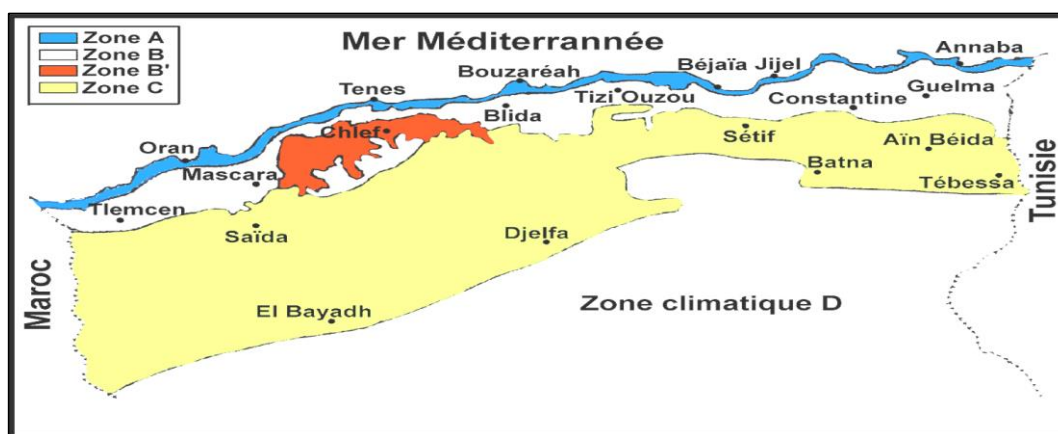 Zone A
Zone B
Zone B'
Zone C
Mer Méditerrannée
Annaba
Bouzaréah
Béjaïa Jijel
Tenes
Tizi Ouzou
Guelma
Constantine
Blida
Chlef
Oran
Sétif
Aïn Béida
Mascara
Batna
Tébessa
Tunisie
Tlemcen
Saïda
Djelfa
Maroc
El Bayadh
Zone climatique D